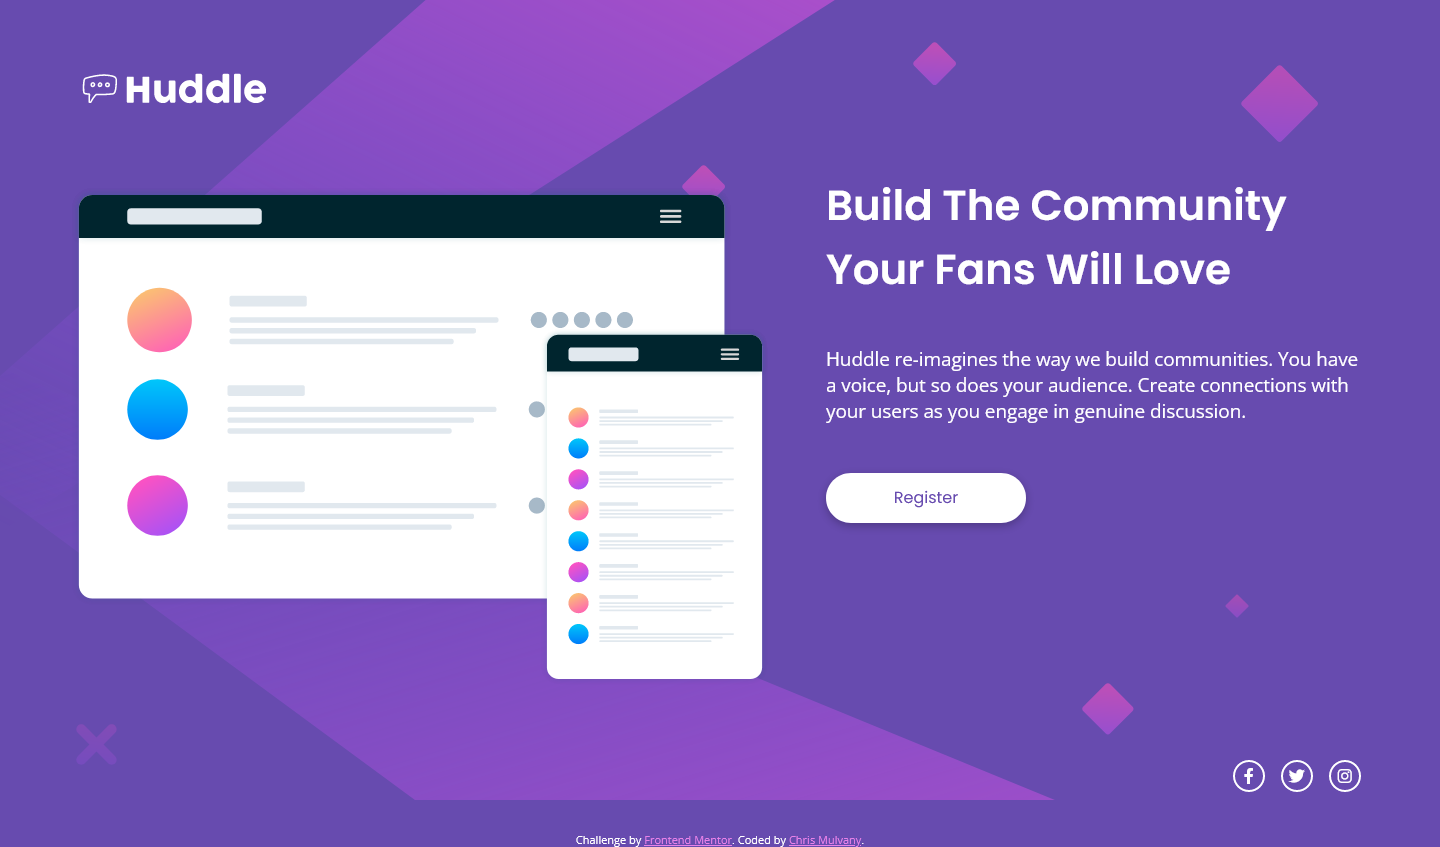 Huddle
Build The Community
Your Fans Will Love
Huddle re-imagines the way we build communities. You have
a voice, but so does your audience. Create connections with
your users as you engage in genuine discussion.
Register
Challenge by Frontend Mentor. Coded by Chris Mulvany.